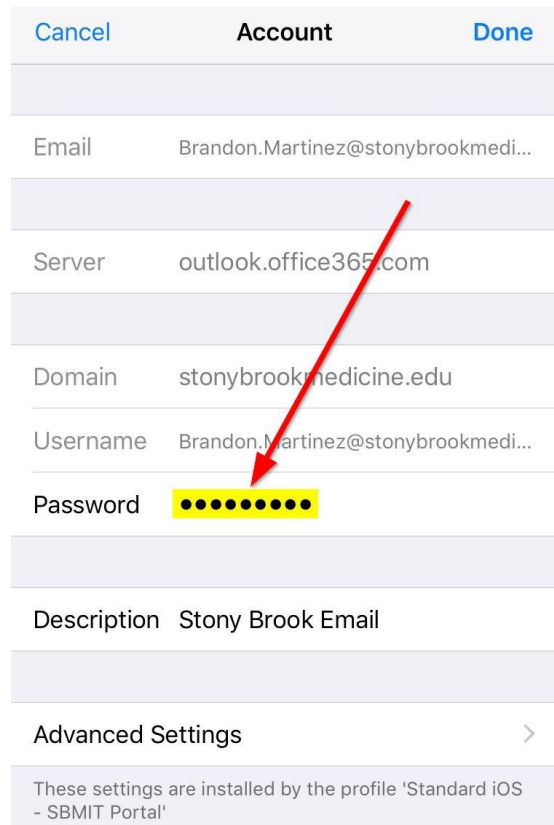 Cancel Account Done
Email Brandon.Martinez@stonybrookmedi...
Server outlook.office365.com
Domain stonybrookmedicine.edu
Username Brandon.Martinez@stonybrookmedi...
Password ●●●●●●●●●
Description Stony Brook Email
Advanced Settings
These settings are installed by the profile 'Standard iOS
- SBMIT Portal'